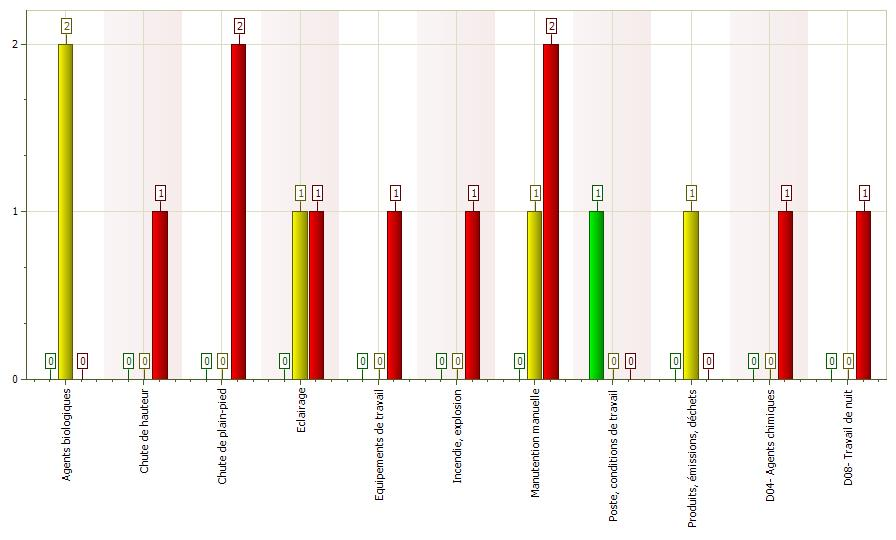 2
1
0
0 2 0
0 0 1
0 0 2
0 1 1
0 0 1
0 0 1
0 1 2
1 0 0
0 1 0
0 0 1
0 0 1
Agents biologiques
Chute de hauteur
Chute de plain-pied
Eclairage
Equipements de travail
Incendie, explosion
Manutention manuelle
Poste, conditions de travail
Produits, émissions, déchets
D04- Agents chimiques
D08- Travail de nuit